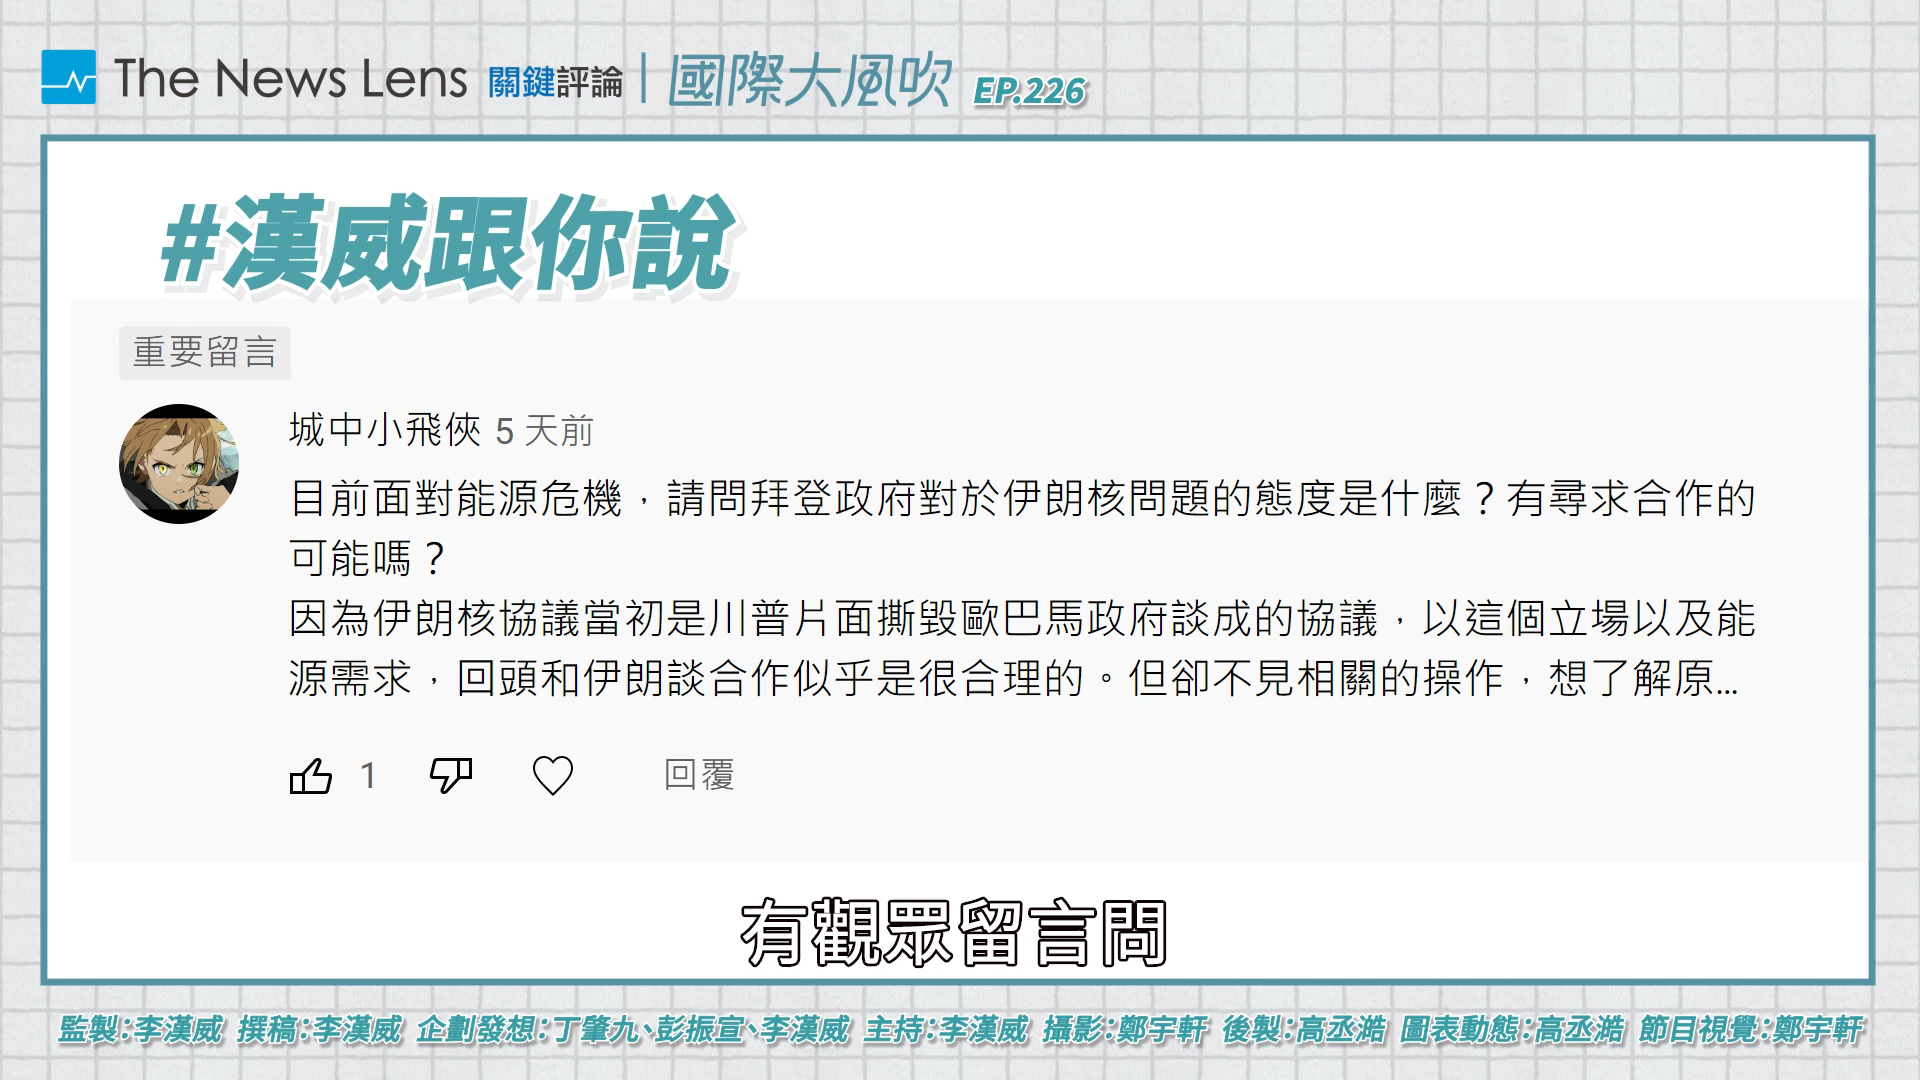 The News Lens 關鍵評論 國際大風吹 EP.226
#漢威跟你說
重要留言
城中小飛俠 5 天前
目前面對能源危機，請問拜登政府對於伊朗核問題的態度是什麼？有尋求合作的
可能嗎？
因為伊朗核協議當初是川普片面撕毀歐巴馬政府談成的協議，以這個立場以及能
源需求，回頭和伊朗談合作似乎是很合理的。但卻不見相關的操作，想了解原...
1 回覆
有觀眾留言問
監製:李漢威 撰稿:李漢威 企劃發想:丁肇九、彭振宣、李漢威 主持:李漢威 攝影:鄭宇軒 後製:高丞澔 圖表動態:高丞澔 節目視覺:鄭宇軒